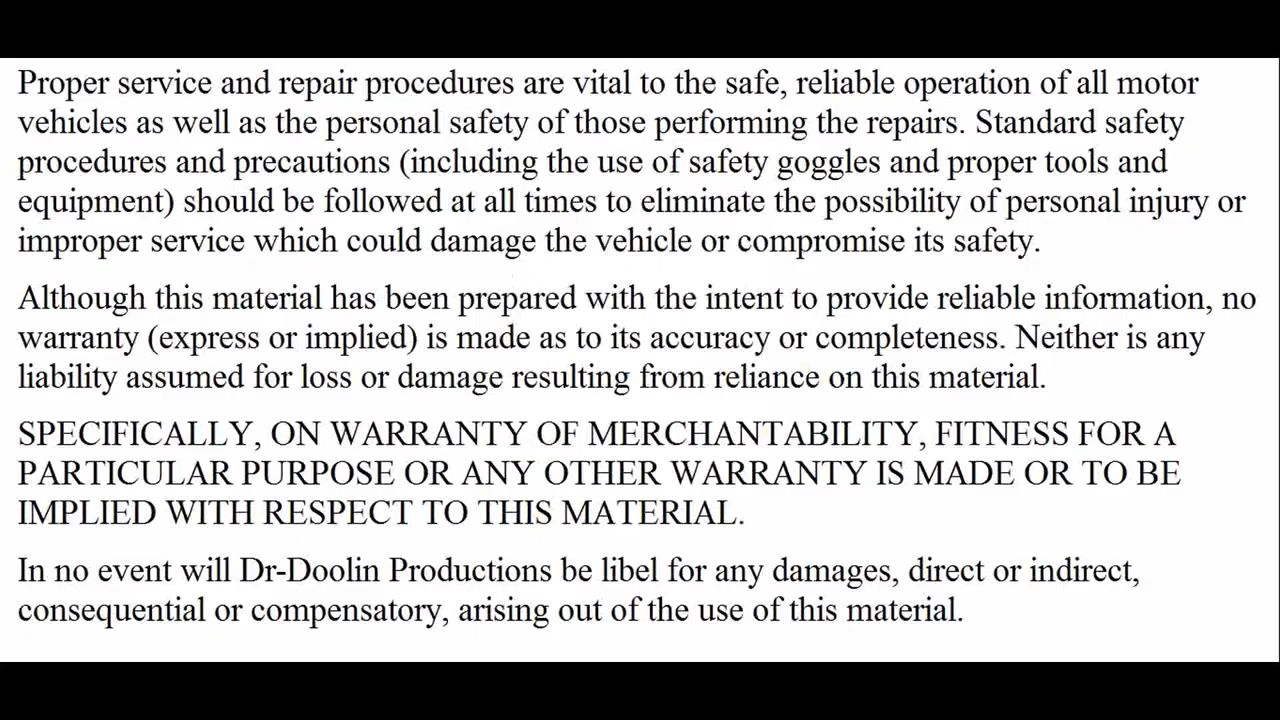 Proper service and repair procedures are vital to the safe, reliable operation of all motor
vehicles as well as the personal safety of those performing the repairs. Standard safety
procedures and precautions (including the use of safety goggles and proper tools and
equipment) should be followed at all times to eliminate the possibility of personal injury or
improper service which could damage the vehicle or compromise its safety.
Although this material has been prepared with the intent to provide reliable information, no
warranty (express or implied) is made as to its accuracy or completeness. Neither is any
liability assumed for loss or damage resulting from reliance on this material.
SPECIFICALLY, ON WARRANTY OF MERCHANTABILITY, FITNESS FOR A
PARTICULAR PURPOSE OR ANY OTHER WARRANTY IS MADE OR TO BE
IMPLIED WITH RESPECT TO THIS MATERIAL.
In no event will Dr-Doolin Productions be libel for any damages, direct or indirect,
consequential or compensatory, arising out of the use of this material.